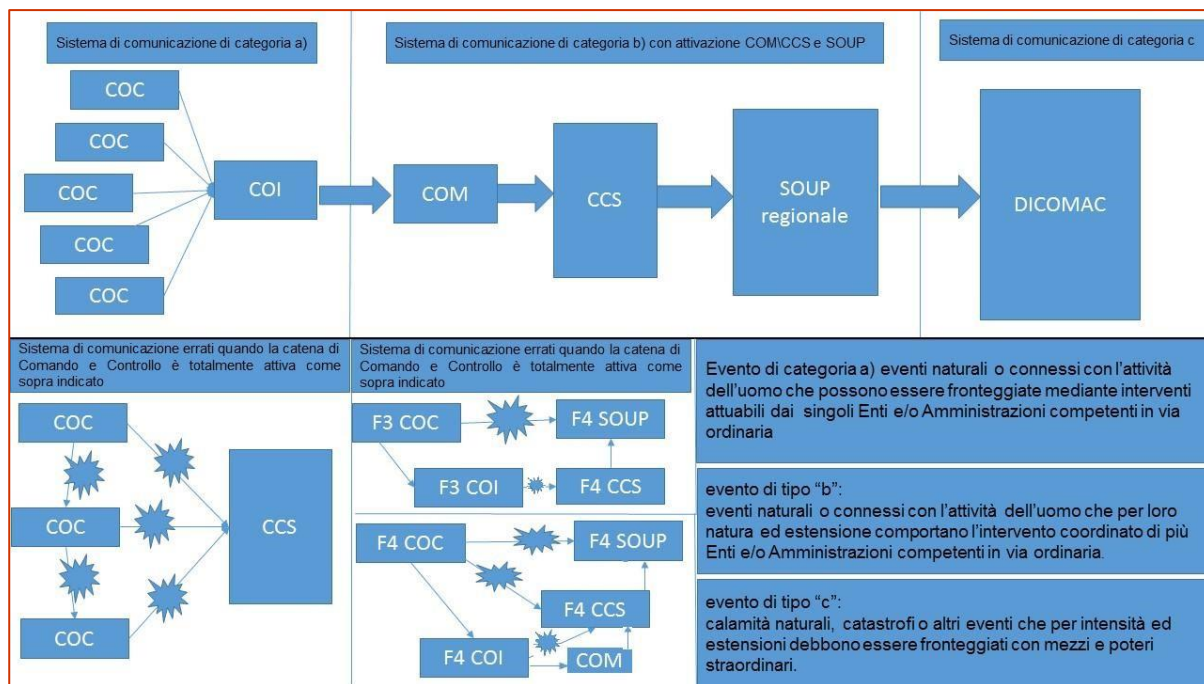 Sistema di comunicazione di categoria a)
Sistema di comunicazione di categoria b) con attivazione COM\CCS e SOUP
Sistema di comunicazione di categoria c
COC
COC
COC
COC
COC
COI
COM
CCS
SOUP
regionale
DICOMAC
Sistema di comunicazione errati quando la catena di
Comando e Controllo è totalmente attiva come
sopra indicato
COC
COC
COC
CCS
Sistema di comunicazione errati quando la catena di
Comando e Controllo è totalmente attiva come
sopra indicato
F3 COC
F4 SOUP
F3 COI
F4 CCS
F4 COC
F4 SOUP
F4 CCS
F4 COI
COM
Evento di categoria a) eventi naturali o connessi con l’attività
dell’uomo che possono essere fronteggiate mediante interventi
attuabili dai singoli Enti e/o Amministrazioni competenti in via
ordinaria
evento di tipo “b”:
eventi naturali o connessi con l’attività dell’uomo che per loro
natura ed estensione comportano l’intervento coordinato di più
Enti e/o Amministrazioni competenti in via ordinaria.
evento di tipo “c”:
calamità naturali, catastrofi o altri eventi che per intensità ed
estensioni debbono essere fronteggiati con mezzi e poteri
straordinari.